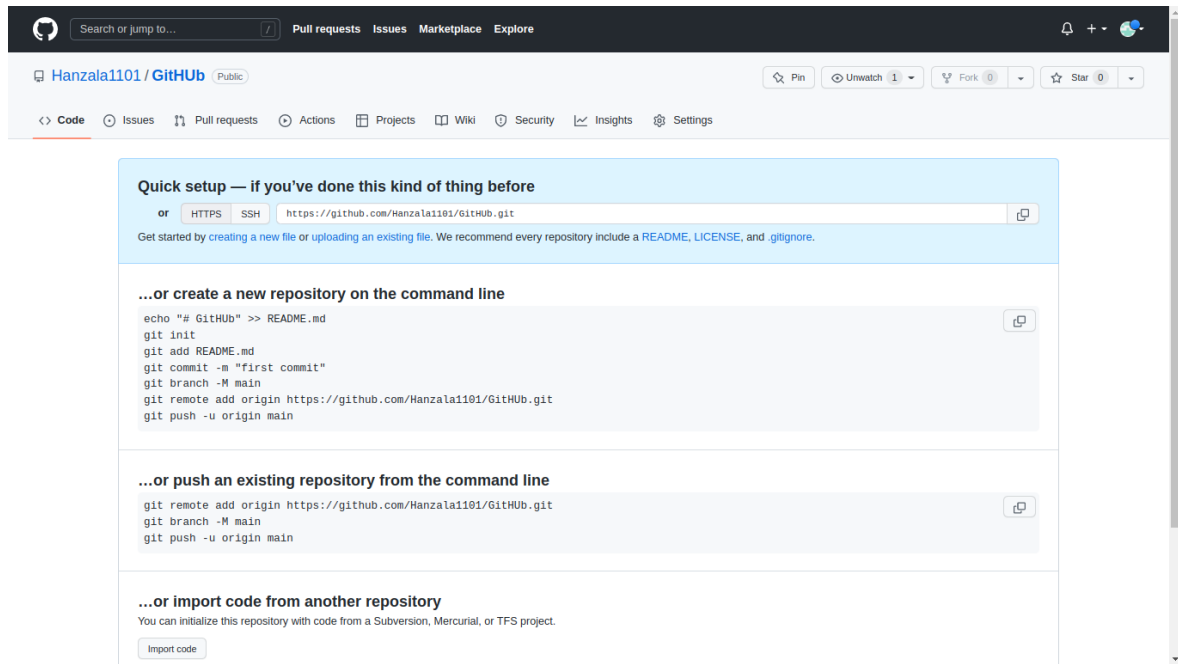 Search or jump to... /
Pull requests Issues Marketplace Explore
Hanzala1101 / GitHUb Public
Pin Unwatch 1 Fork 0 Star 0
Code Issues Pull requests Actions Projects Wiki Security Insights Settings
Quick setup — if you've done this kind of thing before
or HTTPS SSH https://github.com/Hanzala1101/GitHUb.git
Get started by creating a new file or uploading an existing file. We recommend every repository include a README, LICENSE, and .gitignore.
…or create a new repository on the command line
echo "# GitHUb" >> README.md
git init
git add README.md
git commit -m "first commit"
git branch -M main
git remote add origin https://github.com/Hanzala1101/GitHUb.git
git push -u origin main
…or push an existing repository from the command line
git remote add origin https://github.com/Hanzala1101/GitHUb.git
git branch -M main
git push -u origin main
…or import code from another repository
You can initialize this repository with code from a Subversion, Mercurial, or TFS project.
Import code